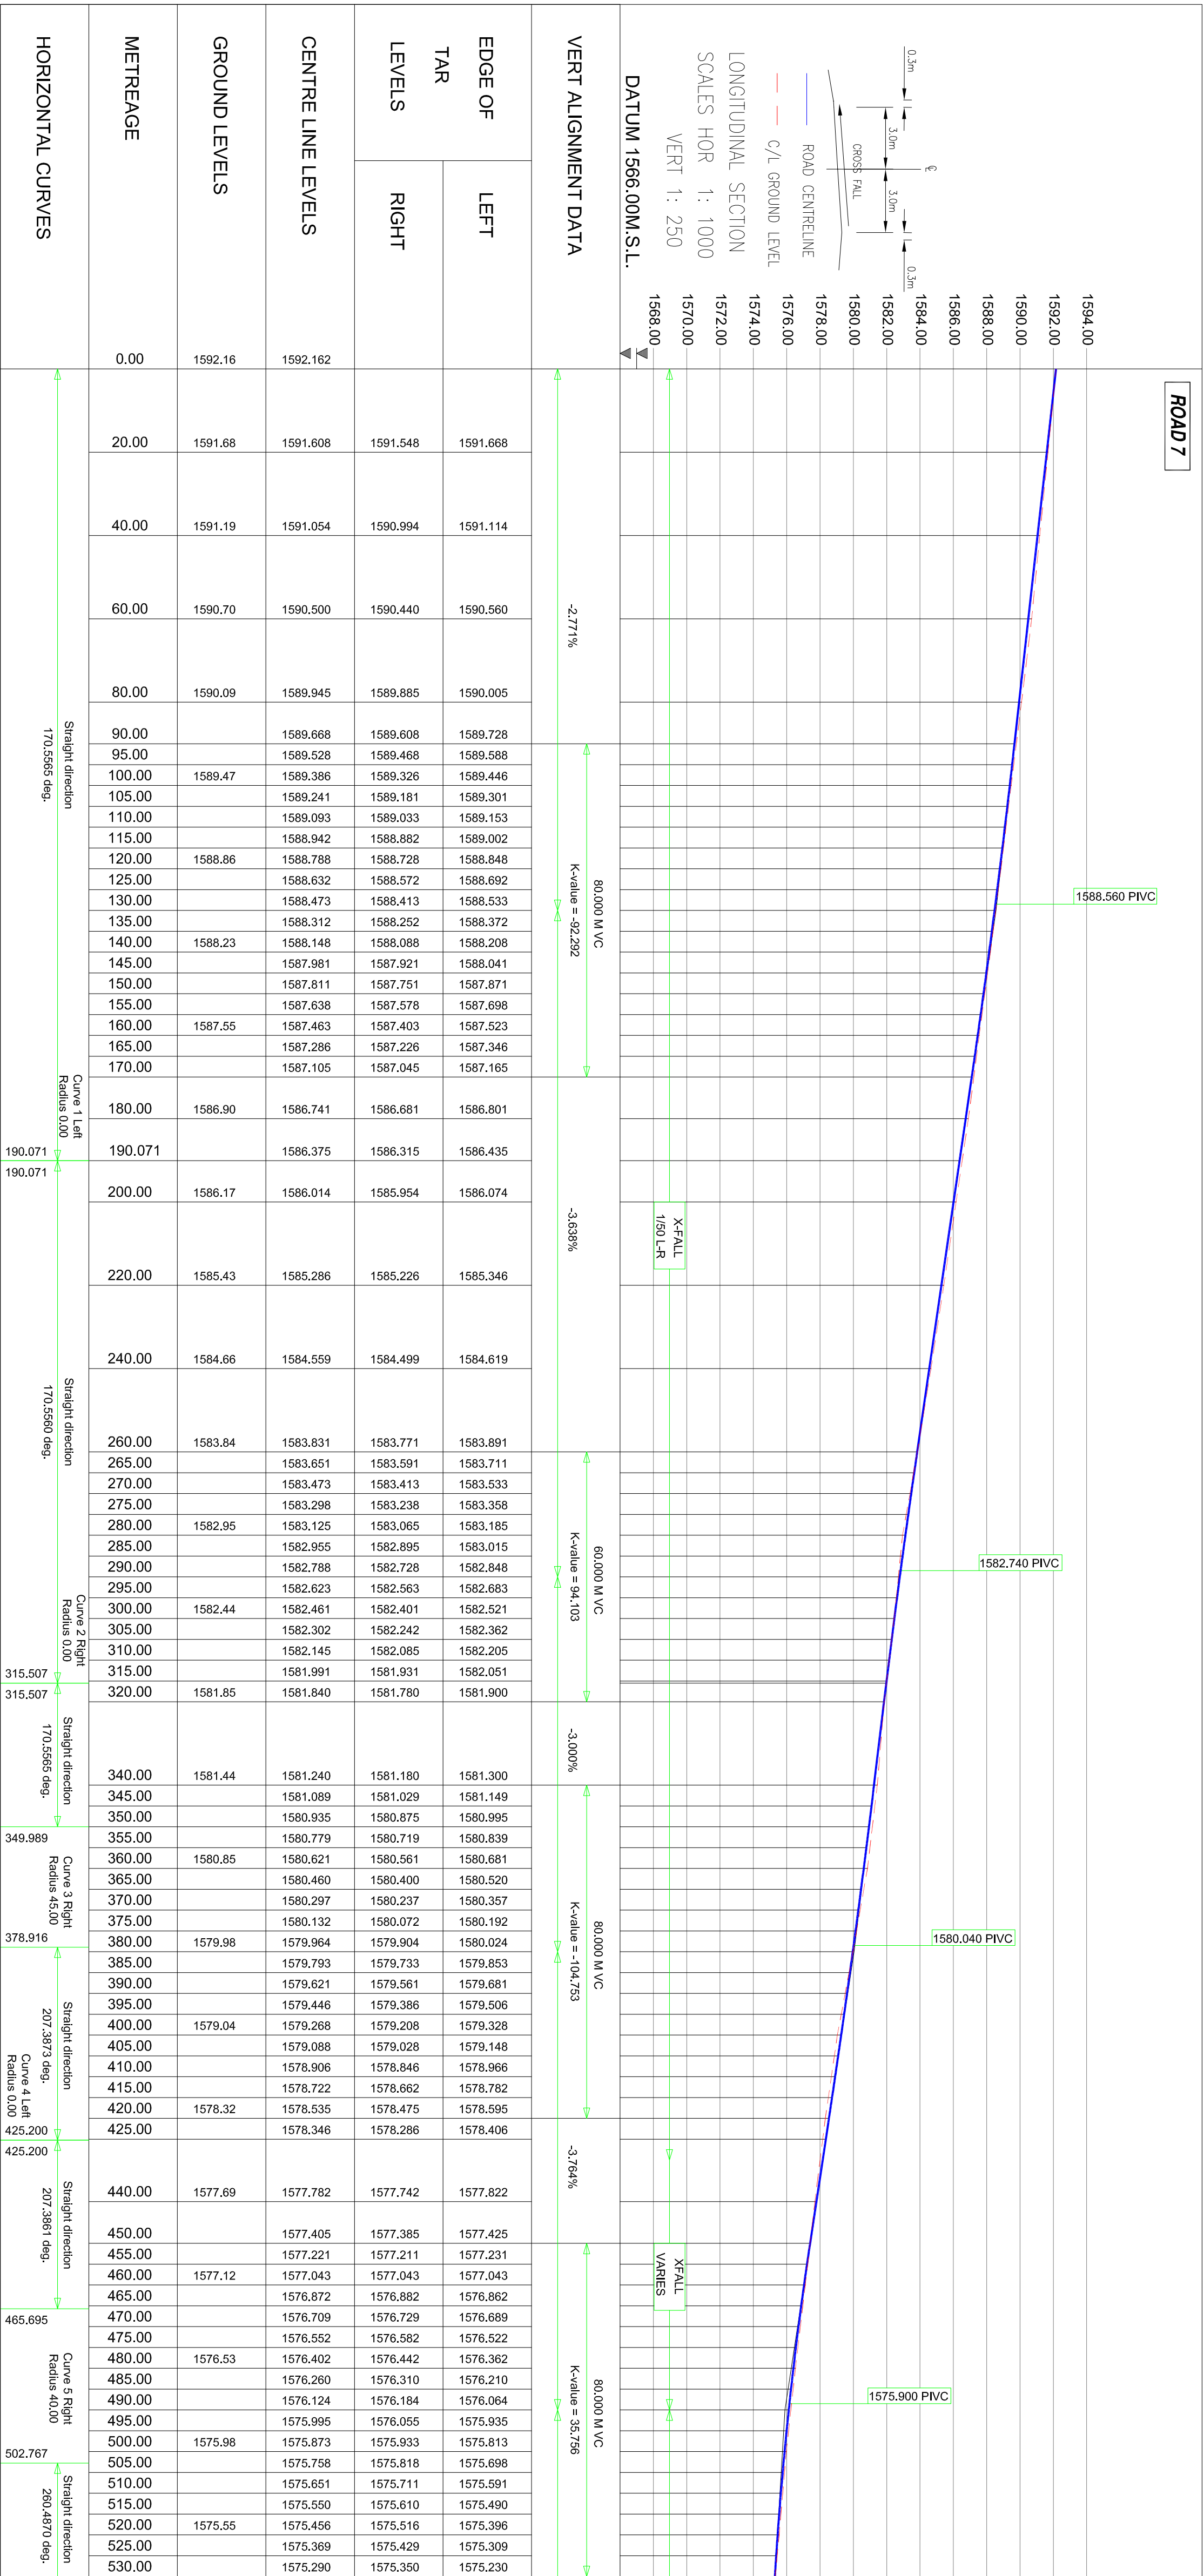 ROAD 7
0.3m
3.0m
3.0m
0.3m
CROSS FALL
ROAD CENTRELINE
C/L GROUND LEVEL
LONGITUDINAL SECTION
SCALES HOR 1: 1000
VERT 1: 250
DATUM 1566.00M.S.L.
1594.00
1592.00
1590.00
1588.00
1586.00
1584.00
1582.00
1580.00
1578.00
1576.00
1574.00
1572.00
1570.00
1568.00
1588.560 PIVC
1582.740 PIVC
1580.040 PIVC
1575.900 PIVC
X-FALL
1/50 L-R
XFALL
VARIES
VERT ALIGNMENT DATA
-2.771%
80.000 M VC
K-value = -92.292
-3.638%
60.000 M VC
K-value = 94.103
-3.000%
80.000 M VC
K-value = -104.753
-3.764%
80.000 M VC
K-value = 35.756
EDGE OF
TAR
LEVELS
LEFT
1591.668 1591.114 1590.560 1590.005 1589.728 1589.588 1589.446 1589.301 1589.153 1589.002 1588.848 1588.692 1588.533 1588.372 1588.208 1588.041 1587.871 1587.698 1587.523 1587.346 1587.165 1586.801 1586.435 1586.074 1585.346 1584.619 1583.891 1583.711 1583.533 1583.358 1583.185 1583.015 1582.848 1582.683 1582.521 1582.362 1582.205 1582.051 1581.900 1581.300 1581.149 1580.995 1580.839 1580.681 1580.520 1580.357 1580.192 1580.024 1579.853 1579.681 1579.506 1579.328 1579.148 1578.966 1578.782 1578.595 1578.406 1577.822 1577.425 1577.231 1577.043 1576.862 1576.689 1576.522 1576.362 1576.210 1576.064 1575.935 1575.813 1575.698 1575.591 1575.490 1575.396 1575.309 1575.230
RIGHT
1591.548 1590.994 1590.440 1589.885 1589.608 1589.468 1589.326 1589.181 1589.033 1588.882 1588.728 1588.572 1588.413 1588.252 1588.088 1587.921 1587.751 1587.578 1587.403 1587.226 1587.045 1586.681 1586.315 1585.954 1585.226 1584.499 1583.771 1583.591 1583.413 1583.238 1583.065 1582.895 1582.728 1582.563 1582.401 1582.242 1582.085 1581.931 1581.780 1581.180 1581.029 1580.875 1580.719 1580.561 1580.400 1580.237 1580.072 1579.904 1579.733 1579.561 1579.386 1579.208 1579.028 1578.846 1578.662 1578.475 1578.286 1577.742 1577.385 1577.211 1577.043 1576.882 1576.729 1576.582 1576.442 1576.310 1576.184 1576.055 1575.933 1575.818 1575.711 1575.610 1575.516 1575.429 1575.350
CENTRE LINE LEVELS
1592.162 1591.608 1591.054 1590.500 1589.945 1589.668 1589.528 1589.386 1589.241 1589.093 1588.942 1588.788 1588.632 1588.473 1588.312 1588.148 1587.981 1587.811 1587.638 1587.463 1587.286 1587.105 1586.741 1586.375 1586.014 1585.286 1584.559 1583.831 1583.651 1583.473 1583.298 1583.125 1582.955 1582.788 1582.623 1582.461 1582.302 1582.145 1581.991 1581.840 1581.240 1581.089 1580.935 1580.779 1580.621 1580.460 1580.297 1580.132 1579.964 1579.793 1579.621 1579.446 1579.268 1579.088 1578.906 1578.722 1578.535 1578.346 1577.782 1577.405 1577.221 1577.043 1576.872 1576.709 1576.552 1576.402 1576.260 1576.124 1575.995 1575.873 1575.758 1575.651 1575.550 1575.456 1575.369 1575.290
GROUND LEVELS
1592.16 1591.68 1591.19 1590.70 1590.09 1589.47 1588.86 1588.23 1587.55 1586.90 1586.17 1585.43 1584.66 1583.84 1582.95 1582.44 1581.85 1581.44 1580.85 1579.98 1579.04 1578.32 1577.69 1577.12 1576.53 1575.98 1575.55
METREAGE
0.00 20.00 40.00 60.00 80.00 90.00 95.00 100.00 105.00 110.00 115.00 120.00 125.00 130.00 135.00 140.00 145.00 150.00 155.00 160.00 165.00 170.00 180.00 190.071 200.00 220.00 240.00 260.00 265.00 270.00 275.00 280.00 285.00 290.00 295.00 300.00 305.00 310.00 315.00 320.00 340.00 345.00 350.00 355.00 360.00 365.00 370.00 375.00 380.00 385.00 390.00 395.00 400.00 405.00 410.00 415.00 420.00 425.00 440.00 450.00 455.00 460.00 465.00 470.00 475.00 480.00 485.00 490.00 495.00 500.00 505.00 510.00 515.00 520.00 525.00 530.00
HORIZONTAL CURVES
Straight direction
170.5565 deg.
Curve 1 Left
Radius 0.00
190.071
190.071
Straight direction
170.5560 deg.
Curve 2 Right
Radius 0.00
315.507
315.507
Straight direction
170.5565 deg.
349.989
Curve 3 Right
Radius 45.00
378.916
Straight direction
207.3873 deg.
Curve 4 Left
Radius 0.00
425.200
425.200
Straight direction
207.3861 deg.
465.695
Curve 5 Right
Radius 40.00
502.767
Straight direction
260.4870 deg.